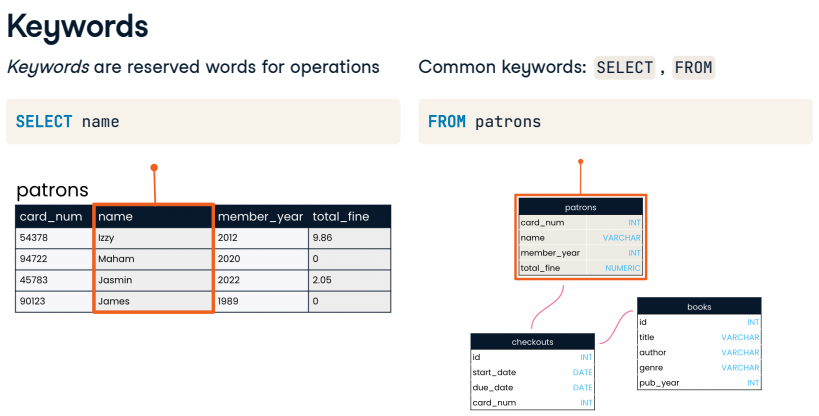 Keywords
Keywords are reserved words for operations
Common keywords: SELECT , FROM
SELECT name
FROM patrons
patrons
card_num name member_year total_fine
54378 Izzy 2012 9.86
94722 Maham 2020 0
45783 Jasmin 2022 2.05
90123 James 1989 0
patrons
card_num INT
name VARCHAR
member_year INT
total_fine NUMERIC
checkouts
id INT
start_date DATE
due_date DATE
card_num INT
books
id INT
title VARCHAR
author VARCHAR
genre VARCHAR
pub_year INT